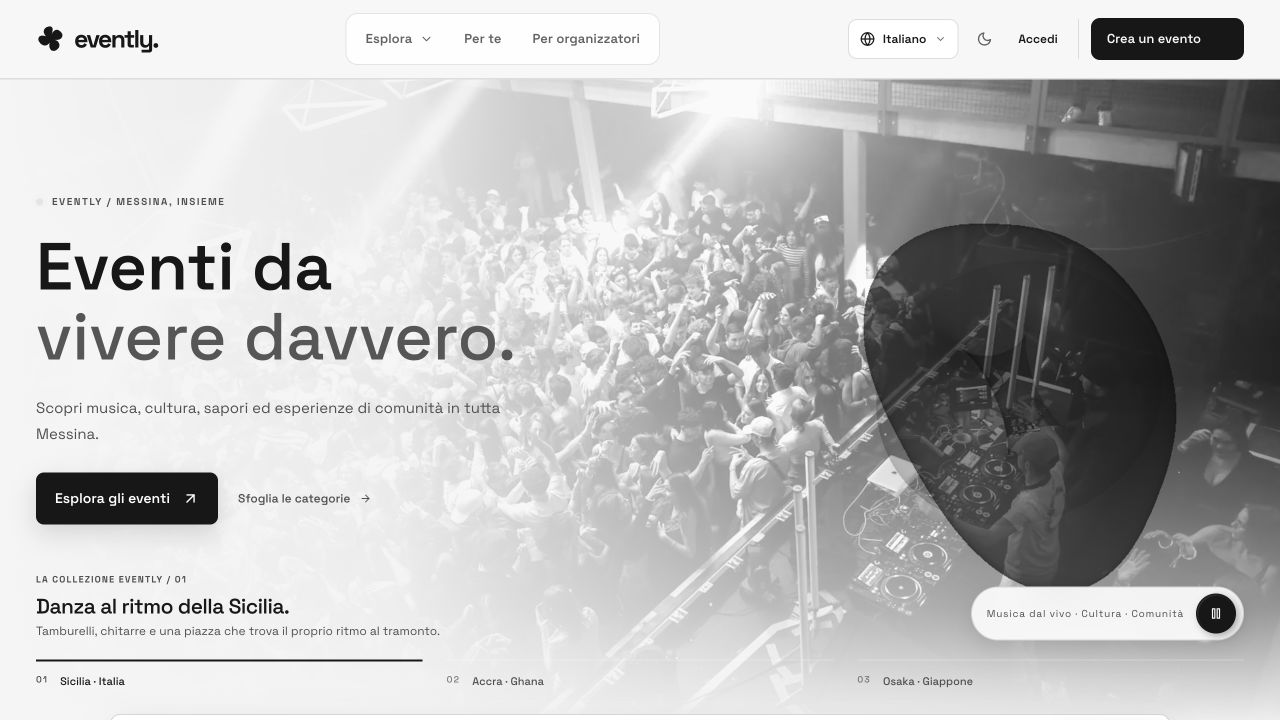 evently.
Esplora
Per te
Per organizzatori
Italiano
Accedi
Crea un evento
EVENTLY / MESSINA, INSIEME
Eventi da
vivere davvero.
Scopri musica, cultura, sapori ed esperienze di comunità in tutta
Messina.
Esplora gli eventi
Sfoglia le categorie
LA COLLEZIONE EVENTLY / 01
Danza al ritmo della Sicilia.
Tamburelli, chitarre e una piazza che trova il proprio ritmo al tramonto.
Musica dal vivo · Cultura · Comunità
01 Sicilia · Italia
02 Accra · Ghana
03 Osaka · Giappone